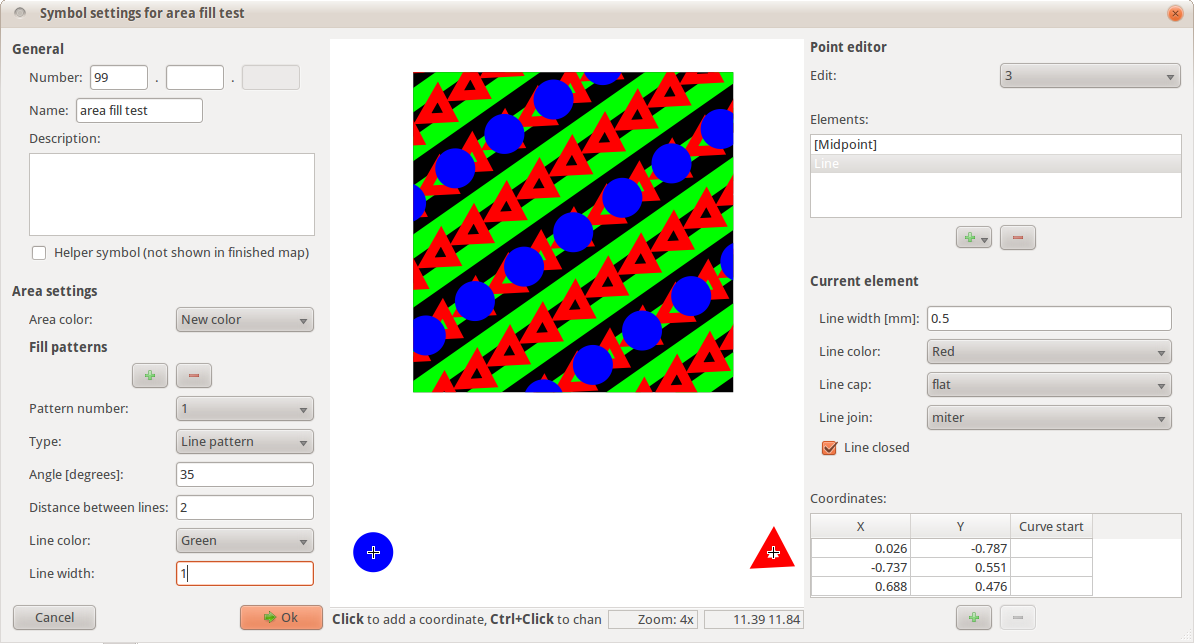 Symbol settings for area fill test
General
Number: 99 . .
Name: area fill test
Description:
Helper symbol (not shown in finished map)
Area settings
Area color: New color
Fill patterns
Pattern number: 1
Type: Line pattern
Angle [degrees]: 35
Distance between lines: 2
Line color: Green
Line width: 1
Cancel Ok
Click to add a coordinate, Ctrl+Click to chan Zoom: 4x 11.39 11.84
Point editor
Edit: 3
Elements:
[Midpoint]
Line
Current element
Line width [mm]: 0.5
Line color: Red
Line cap: flat
Line join: miter
Line closed
Coordinates:
X Y Curve start
0.026 -0.787
-0.737 0.551
0.688 0.476